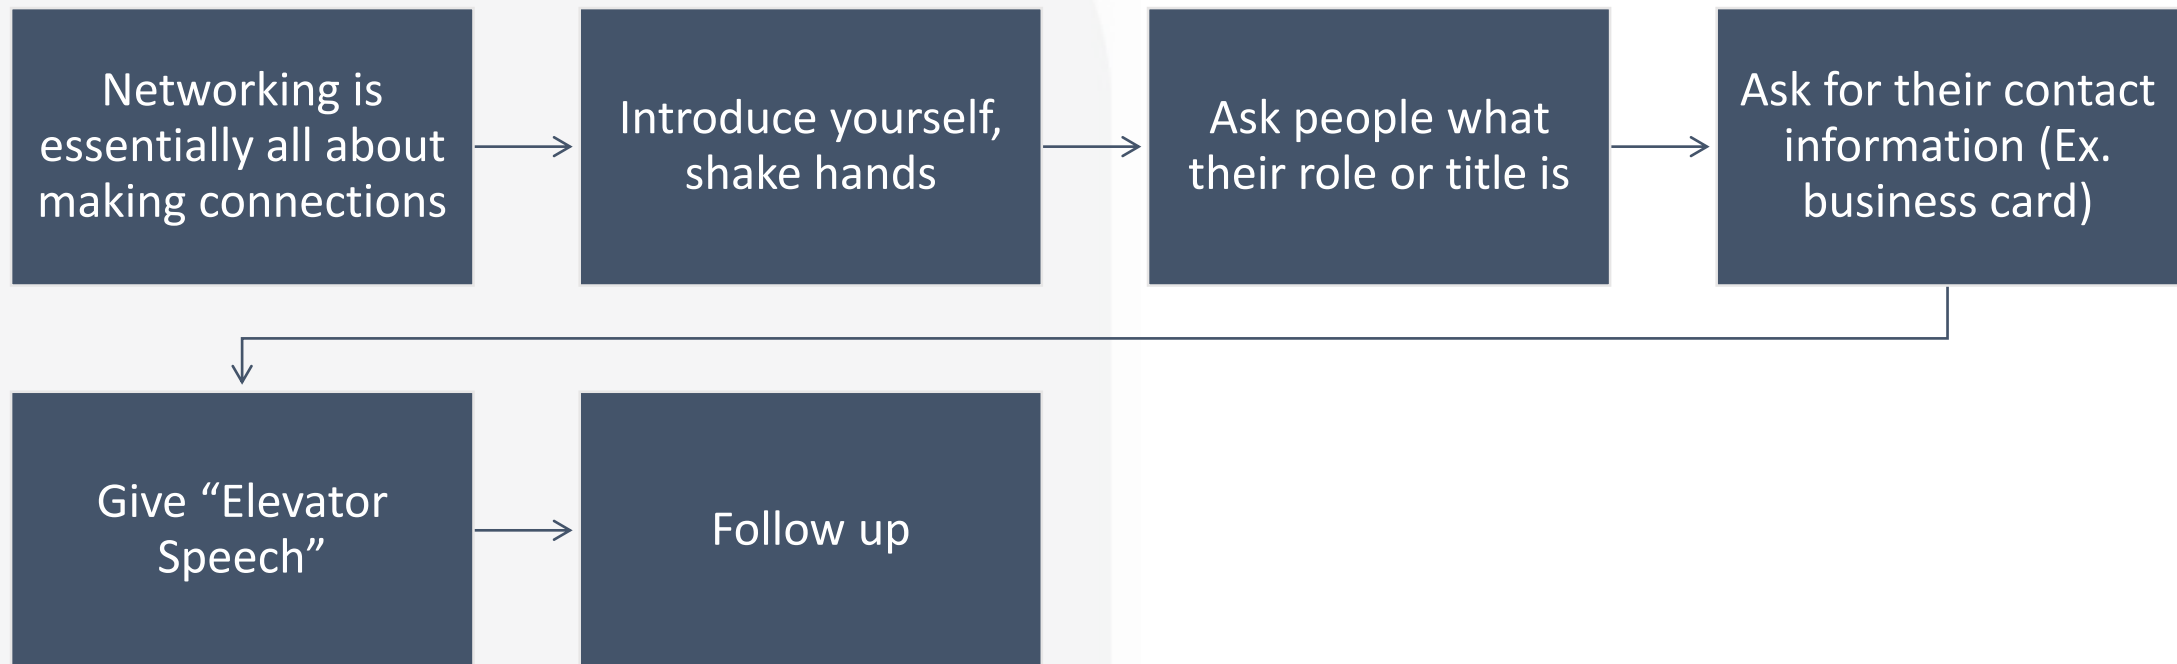 Networking is
essentially all about
making connections
Introduce yourself,
shake hands
Ask people what
their role or title is
Ask for their contact
information (Ex.
business card)
Give “Elevator
Speech”
Follow up